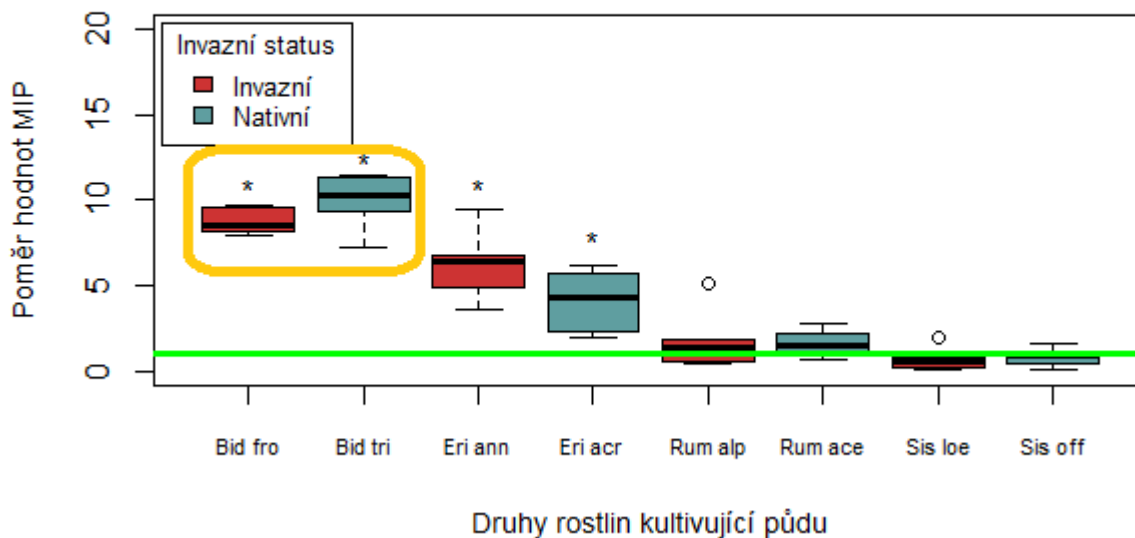 Poměr hodnot MIP
20
15
10
5
0
Invazní status
Invazní
Nativní
*
*
*
*
Bid fro
Bid tri
Eri ann
Eri acr
Rum alp
Rum ace
Sis loe
Sis off
Druhy rostlin kultivující půdu